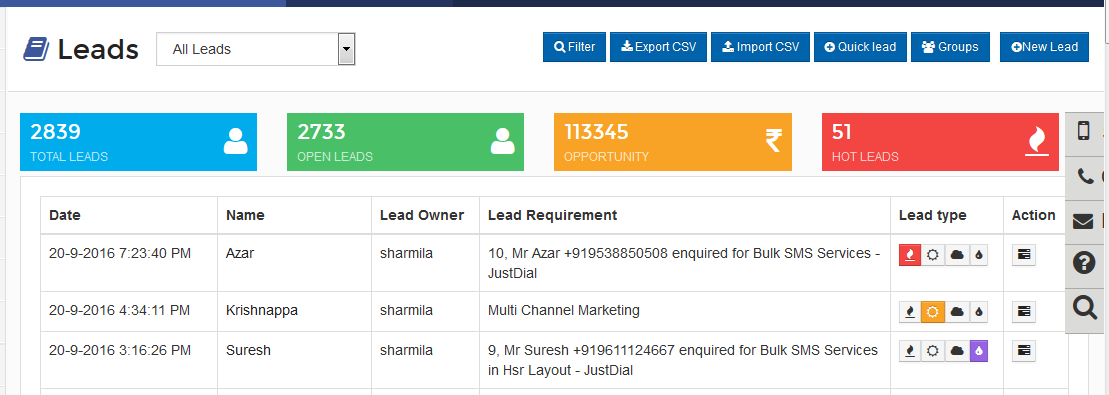 Leads
All Leads
Filter
Export CSV
Import CSV
Quick lead
Groups
New Lead
2839
TOTAL LEADS
2733
OPEN LEADS
113345
OPPORTUNITY
₹
51
HOT LEADS
Date Name Lead Owner Lead Requirement Lead type Action
20-9-2016 7:23:40 PM Azar sharmila 10, Mr Azar +919538850508 enquired for Bulk SMS Services -
JustDial
20-9-2016 4:34:11 PM Krishnappa sharmila Multi Channel Marketing
20-9-2016 3:16:26 PM Suresh sharmila 9, Mr Suresh +919611124667 enquired for Bulk SMS Services
in Hsr Layout - JustDial